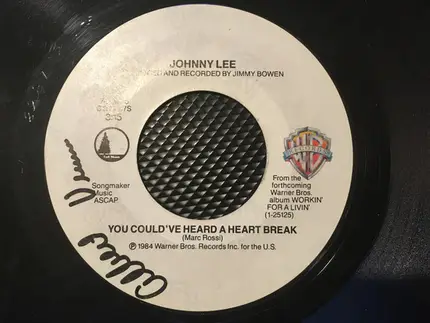 JOHNNY LEE
AND RECORDED BY JIMMY BOWEN
Songmaker
Music
ASCAP
From the
forthcoming
Warner Bros.
album WORKIN'
FOR A LIVIN'
(1-25125)
YOU COULD'VE HEARD A HEART BREAK
(Marc Rossi)
℗ 1984 Warner Bros. Records Inc. for the U.S.
Gilbert